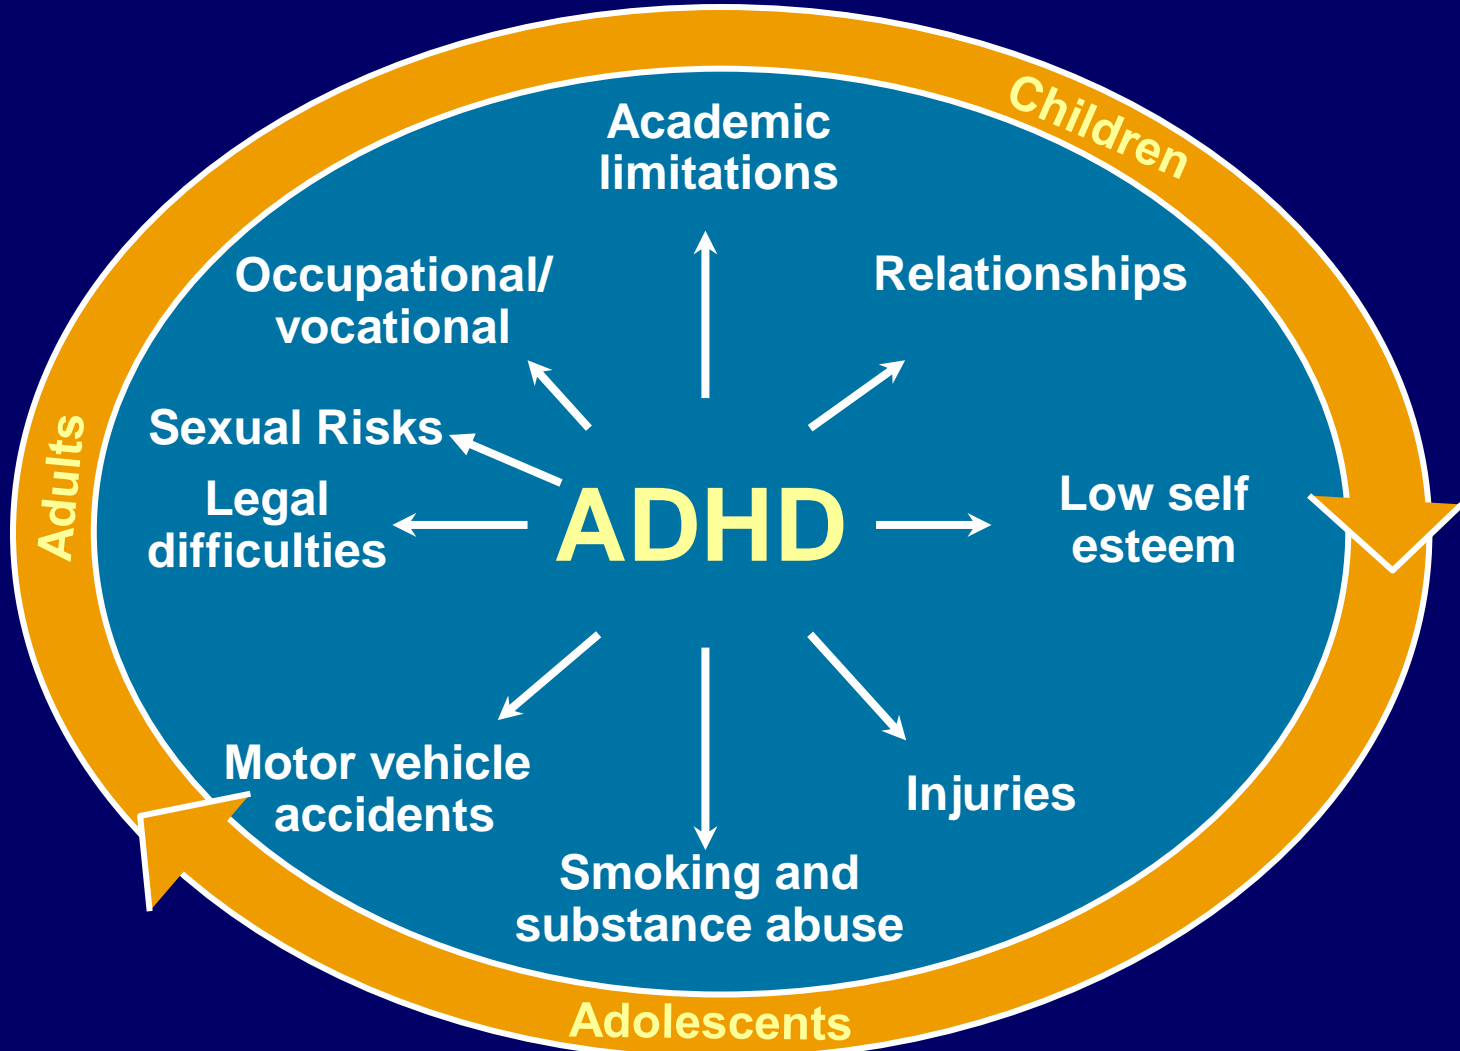 Children
Academic
limitations
Relationships
Occupational/
vocational
Sexual Risks
Adults
Legal
difficulties
ADHD
Low self
esteem
Motor vehicle
accidents
Injuries
Smoking and
substance abuse
Adolescents